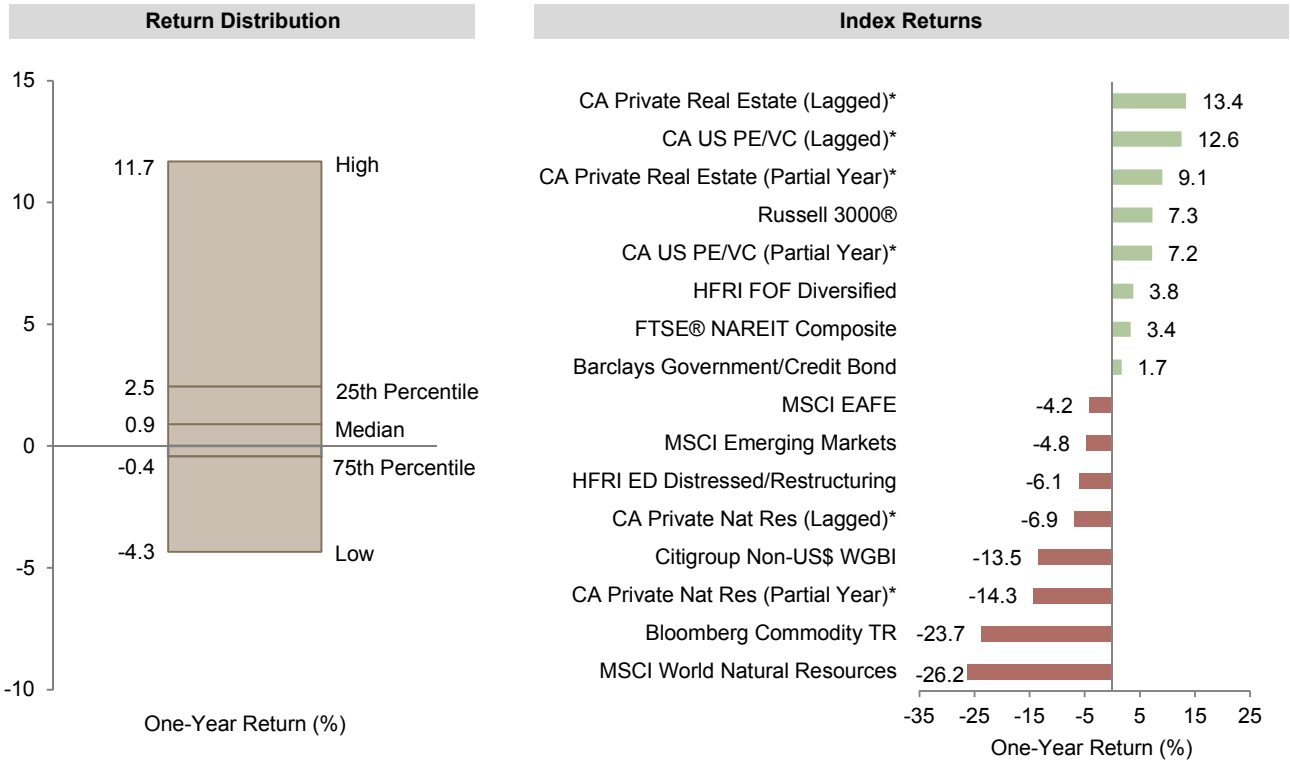 Return Distribution
15
10
5
0
-5
-10
11.7
High
2.5
25th Percentile
0.9
Median
-0.4
75th Percentile
-4.3
Low
One-Year Return (%)
Index Returns
CA Private Real Estate (Lagged)* 13.4
CA US PE/VC (Lagged)* 12.6
CA Private Real Estate (Partial Year)* 9.1
Russell 3000® 7.3
CA US PE/VC (Partial Year)* 7.2
HFRI FOF Diversified 3.8
FTSE® NAREIT Composite 3.4
Barclays Government/Credit Bond 1.7
MSCI EAFE -4.2
MSCI Emerging Markets -4.8
HFRI ED Distressed/Restructuring -6.1
CA Private Nat Res (Lagged)* -6.9
Citigroup Non-US$ WGBI -13.5
CA Private Nat Res (Partial Year)* -14.3
Bloomberg Commodity TR -23.7
MSCI World Natural Resources -26.2
-35 -25 -15 -5 5 15 25
One-Year Return (%)